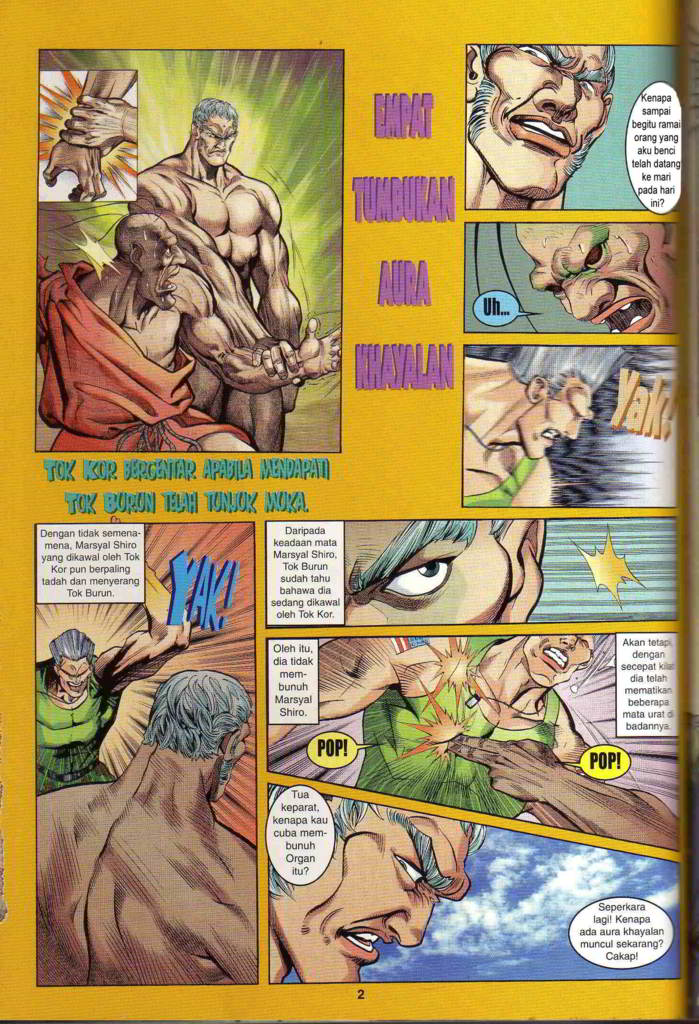 EMPAT
TUMBUKAN
AURA
KHAYALAN
Kenapa
sampai
begitu ramai
orang yang
aku benci
telah datang
ke mari
pada hari
ini?
Uh...
Yak!
TOK KOR BERGENTAR APABILA MENDAPATI
TOK BURUN TELAH TUNJUK MUKA.
Dengan tidak semena-
mena, Marsyal Shiro
yang dikawal oleh Tok
Kor pun berpaling
tadah dan menyerang
Tok Burun.
YAK!
Daripada
keadaan mata
Marsyal Shiro,
Tok Burun
sudah tahu
bahawa dia
sedang dikawal
oleh Tok Kor.
Oleh itu,
dia tidak
mem-
bunuh
Marsyal
Shiro.
Akan tetapi,
dengan
secepat kilat
dia telah
mematikan
beberapa
mata urat di
badannya.
POP!
POP!
Tua
keparat,
kenapa kau
cuba mem-
bunuh
Organ
itu?
Seperkara
lagi! Kenapa
ada aura khayalan
muncul sekarang?
Cakap!
2